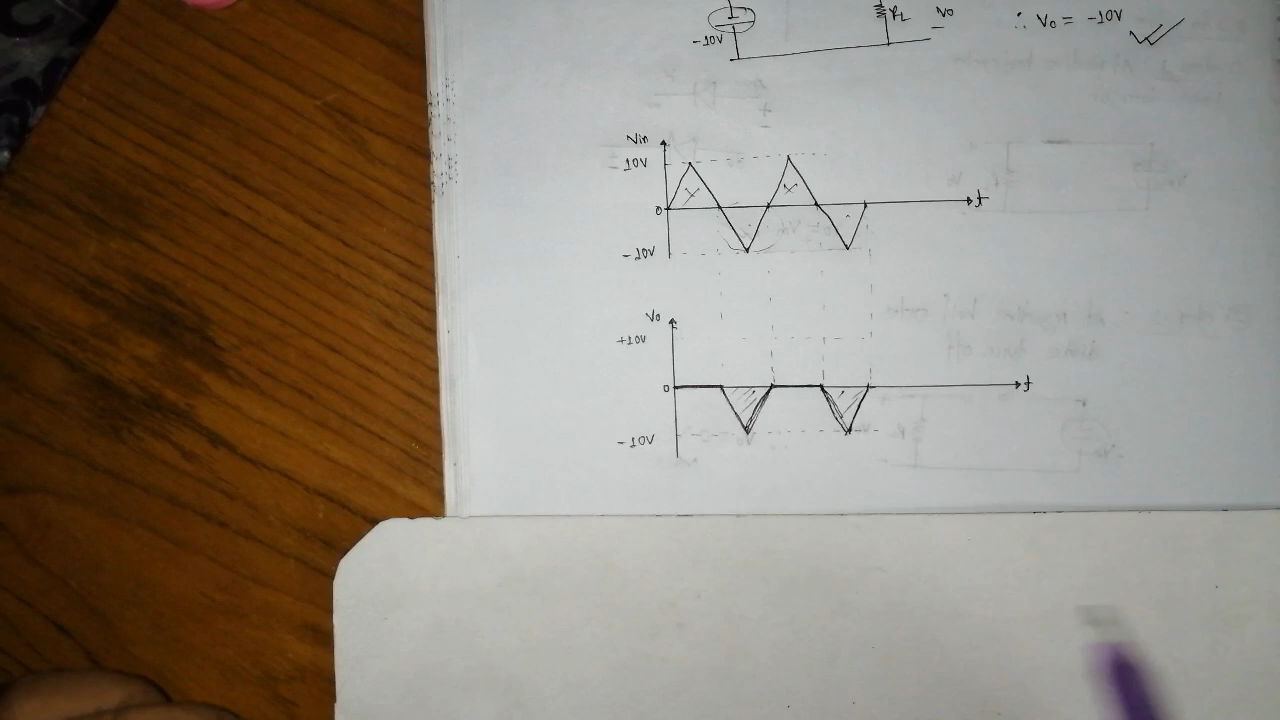 RL Vo ∴ Vo = -10V
-10V
Vin
10V
0
t
-10V
Vo
+10V
0
t
-10V